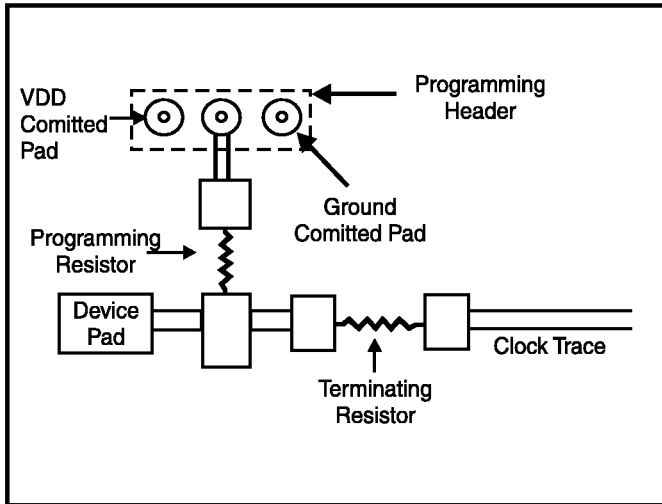 VDD
Comitted
Pad
Programming
Header
Ground
Comitted Pad
Programming
Resistor
Device
Pad
Clock Trace
Terminating
Resistor